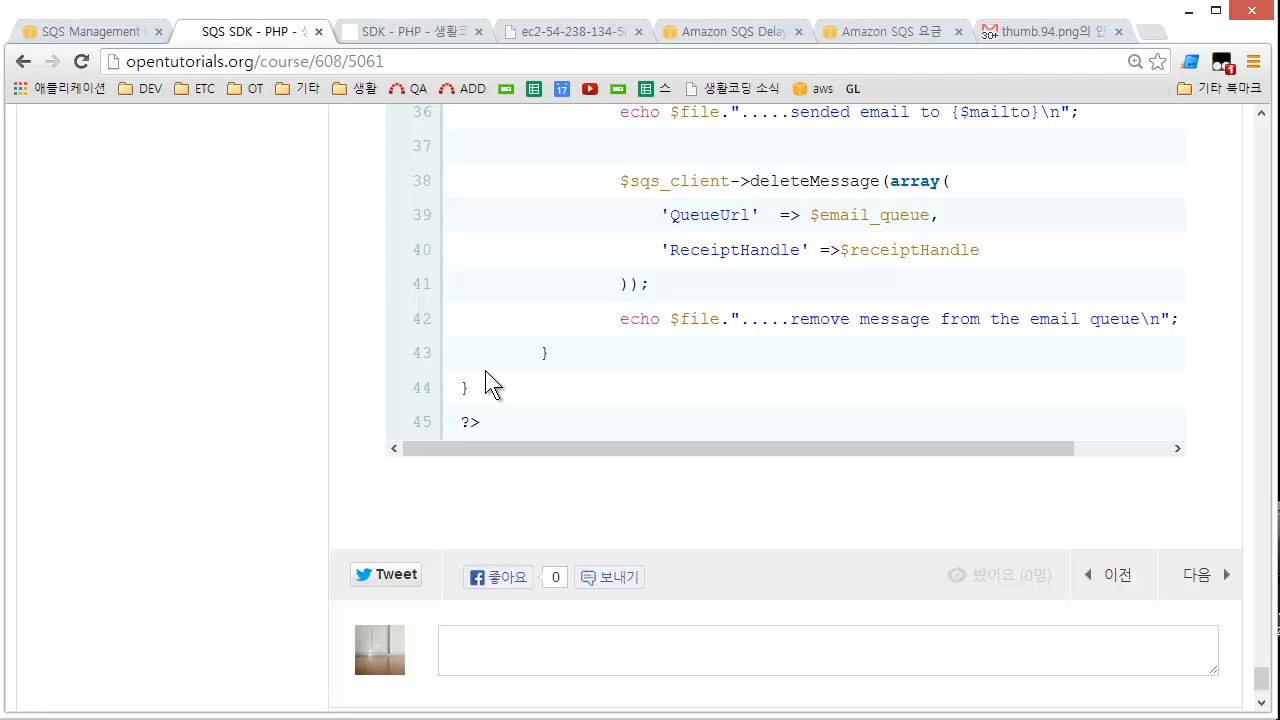 SQS Management
SQS SDK - PHP -
SDK - PHP - 생활코
ec2-54-238-134-5
Amazon SQS Delay
Amazon SQS 요금
thumb.94.png의
opentutorials.org/course/608/5061
애플리케이션 DEV ETC OT 기타 생활 QA ADD 17 스 생활코딩 소식 aws GL 기타 북마크
36 echo $file.".....sended email to {$mailto}\n";
37
38 $sqs_client->deleteMessage(array(
39 'QueueUrl' => $email_queue,
40 'ReceiptHandle' =>$receiptHandle
41 ));
42 echo $file.".....remove message from the email queue\n";
43 }
44 }
45 ?>
Tweet 좋아요 0 보내기 봤어요 (0명) 이전 다음